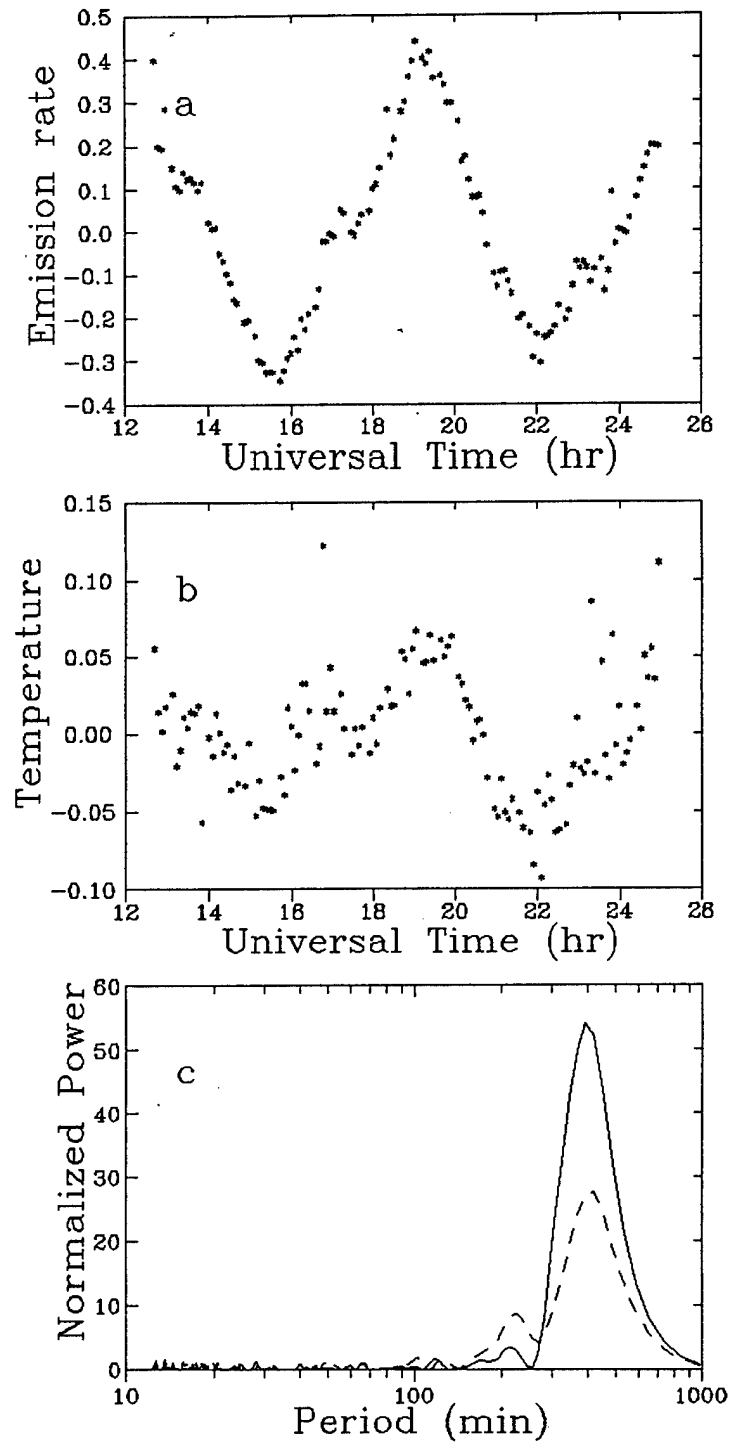 0.5
0.4
0.3
0.2
0.1
0.0
−0.1
−0.2
−0.3
−0.4
Emission rate
a
12 14 16 18 20 22 24 26
Universal Time (hr)
0.15
0.10
0.05
0.00
−0.05
−0.10
Temperature
b
12 14 16 18 20 22 24 26
Universal Time (hr)
60
50
40
30
20
10
0
Normalized Power
c
10 100 1000
Period (min)